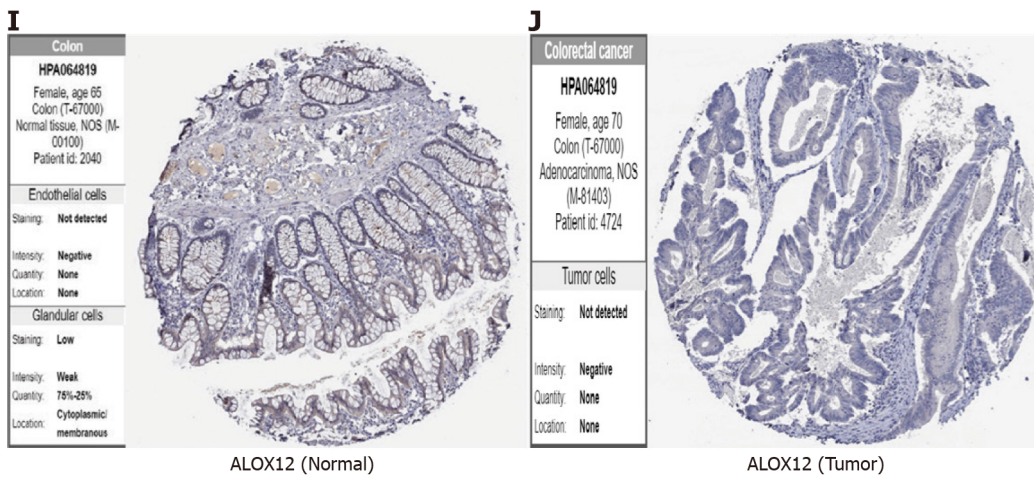 I
Colon
HPA064819
Female, age 65
Colon (T-67000)
Normal tissue, NOS (M-
00100)
Patient id: 2040
Endothelial cells
Staining: Not detected
Intensity: Negative
Quantity: None
Location: None
Glandular cells
Staining: Low
Intensity: Weak
Quantity: 75%-25%
Location: Cytoplasmic/
membranous
ALOX12 (Normal)
J
Colorectal cancer
HPA064819
Female, age 70
Colon (T-67000)
Adenocarcinoma, NOS
(M-81403)
Patient id: 4724
Tumor cells
Staining: Not detected
Intensity: Negative
Quantity: None
Location: None
ALOX12 (Tumor)